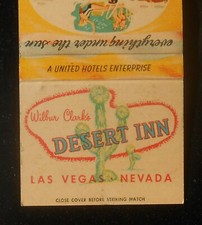 everything under the sun
A UNITED HOTELS ENTERPRISE
Wilbur Clark's
DESERT INN
LAS VEGAS NEVADA
CLOSE COVER BEFORE STRIKING MATCH